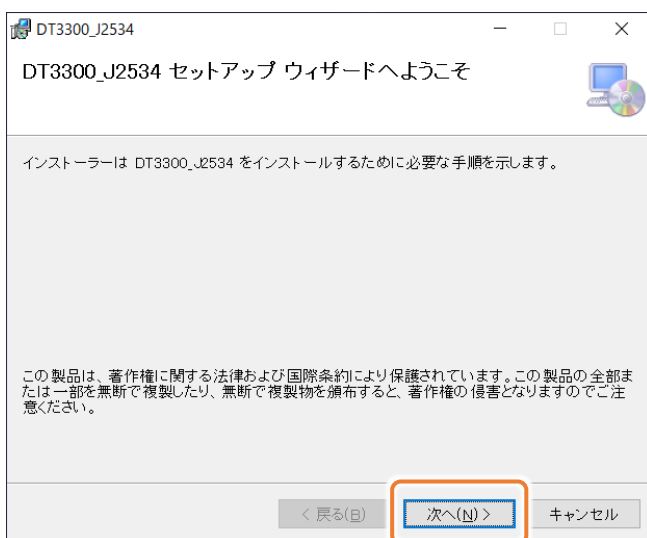 DT3300_J2534
DT3300_J2534 セットアップ ウィザードへようこそ
インストーラーは DT3300_J2534 をインストールするために必要な手順を示します。
この製品は、著作権に関する法律および国際条約により保護されています。この製品の全部ま
たは一部を無断で複製したり、無断で複製物を頒布すると、著作権の侵害となりますのでご注
意ください。
< 戻る(B) 次へ(N) > キャンセル